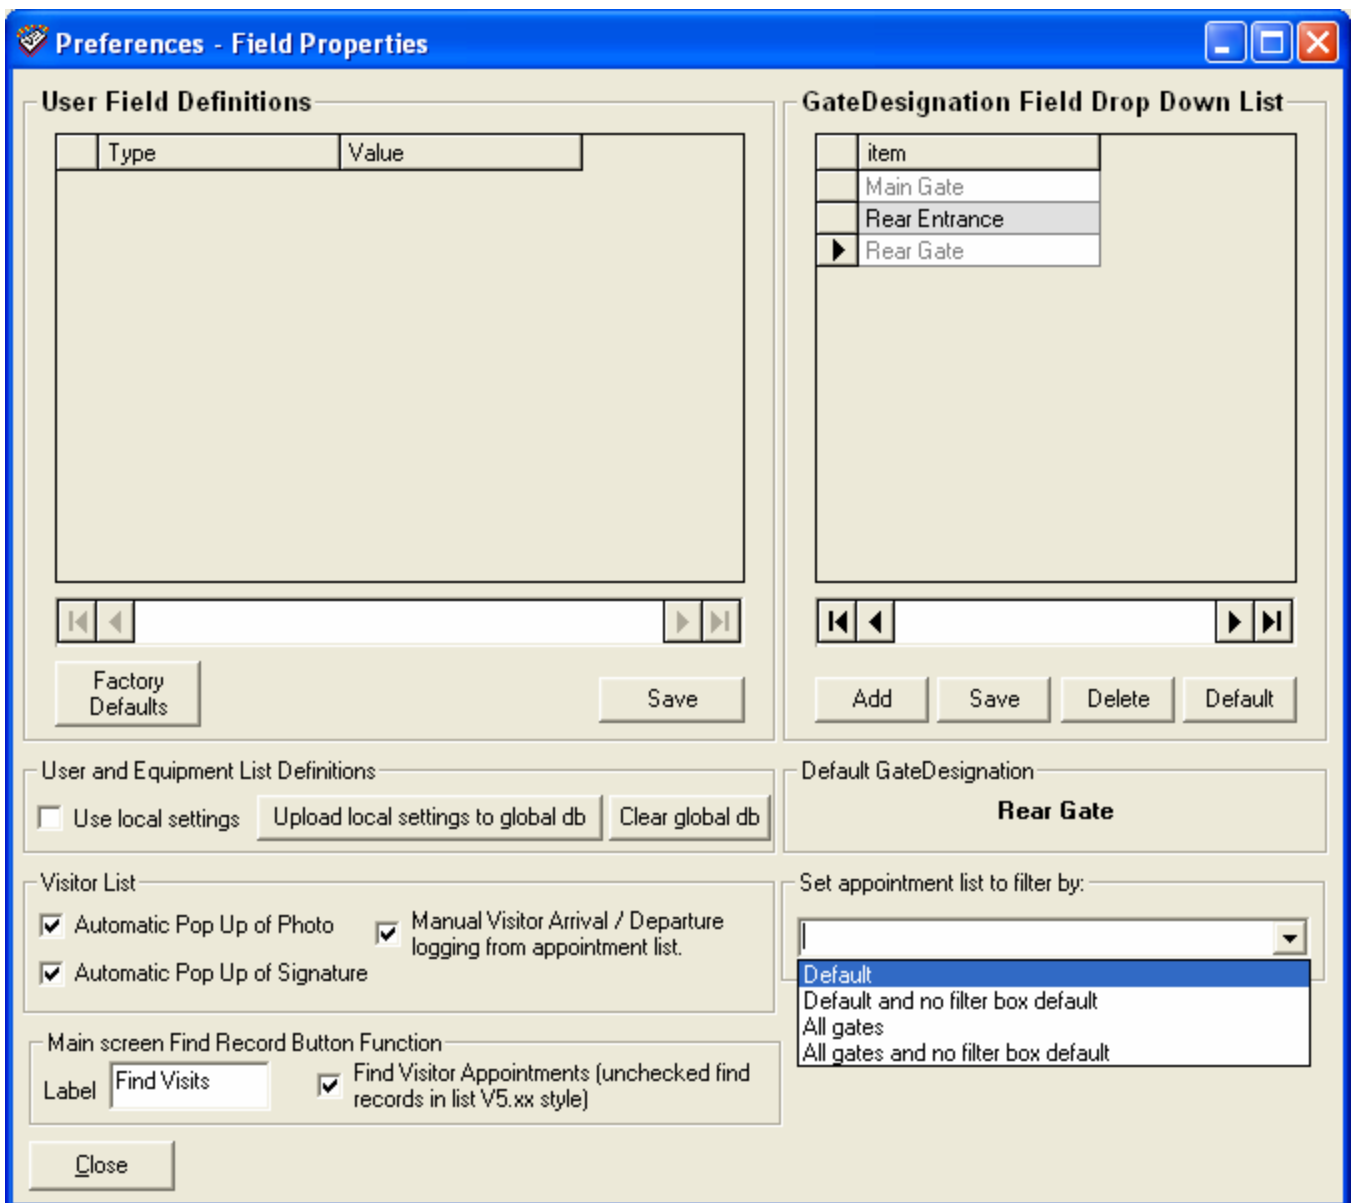 Preferences - Field Properties
User Field Definitions
Type Value
Factory
Defaults
Save
GateDesignation Field Drop Down List
item
Main Gate
Rear Entrance
Rear Gate
Add Save Delete Default
User and Equipment List Definitions
Use local settings Upload local settings to global db Clear global db
Default GateDesignation
Rear Gate
Visitor List
Automatic Pop Up of Photo
Automatic Pop Up of Signature
Manual Visitor Arrival / Departure
logging from appointment list.
Set appointment list to filter by:
Default
Default and no filter box default
All gates
All gates and no filter box default
Main screen Find Record Button Function
Label Find Visits
Find Visitor Appointments (unchecked find
records in list V5.xx style)
Close